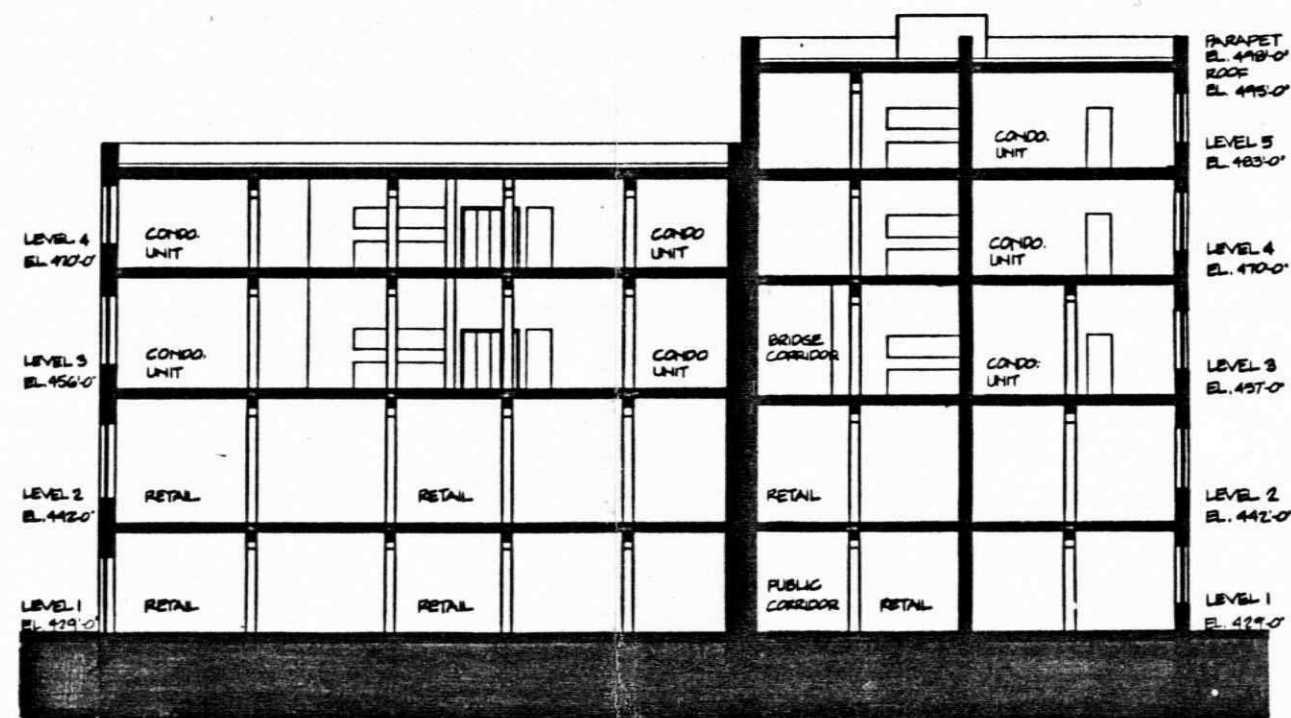 PARAPET
EL. 498'-0"
ROOF
EL. 495'-0"
LEVEL 5
EL. 483'-0"
LEVEL 4
EL. 470'-0"
LEVEL 3
EL. 457'-0"
LEVEL 2
EL. 442'-0"
LEVEL 1
EL. 429'-0"
LEVEL 4
EL. 470'-0"
LEVEL 3
EL. 456'-0"
LEVEL 2
EL. 442'-0"
LEVEL 1
EL. 429'-0"
CONDO.
UNIT
CONDO
UNIT
CONDO.
UNIT
CONDO
UNIT
RETAIL
RETAIL
RETAIL
RETAIL
CONDO.
UNIT
CONDO.
UNIT
BRIDGE
CORRIDOR
CONDO.
UNIT
RETAIL
PUBLIC
CORRIDOR
RETAIL